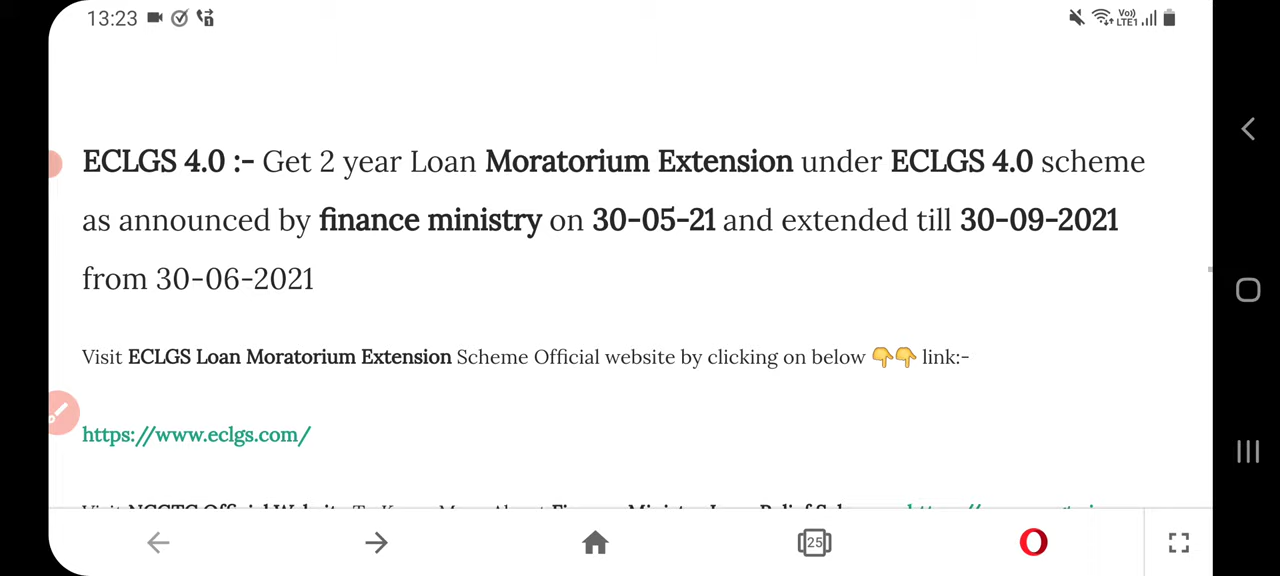 13:23
Vo))
LTE1
ECLGS 4.0 :- Get 2 year Loan Moratorium Extension under ECLGS 4.0 scheme
as announced by finance ministry on 30-05-21 and extended till 30-09-2021
from 30-06-2021
Visit ECLGS Loan Moratorium Extension Scheme Official website by clicking on below 👇👇 link:-
https://www.eclgs.com/
25